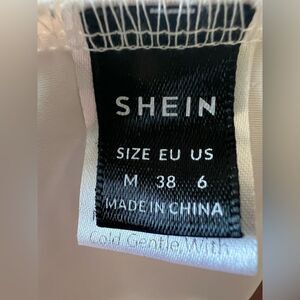 SHEIN
SIZE EU US
M 38 6
MADE IN CHINA
Cold Gentle With